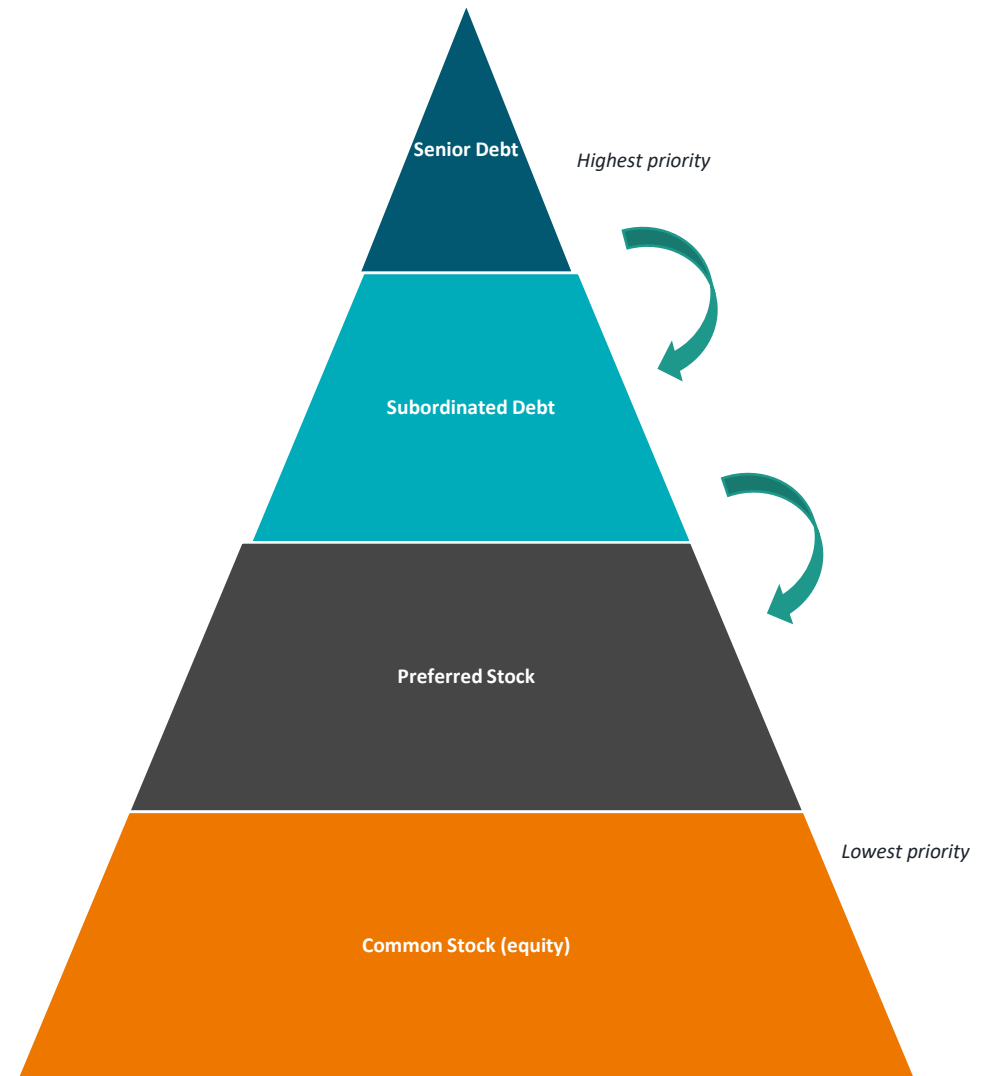 Senior Debt
Highest priority
Subordinated Debt
Preferred Stock
Lowest priority
Common Stock (equity)